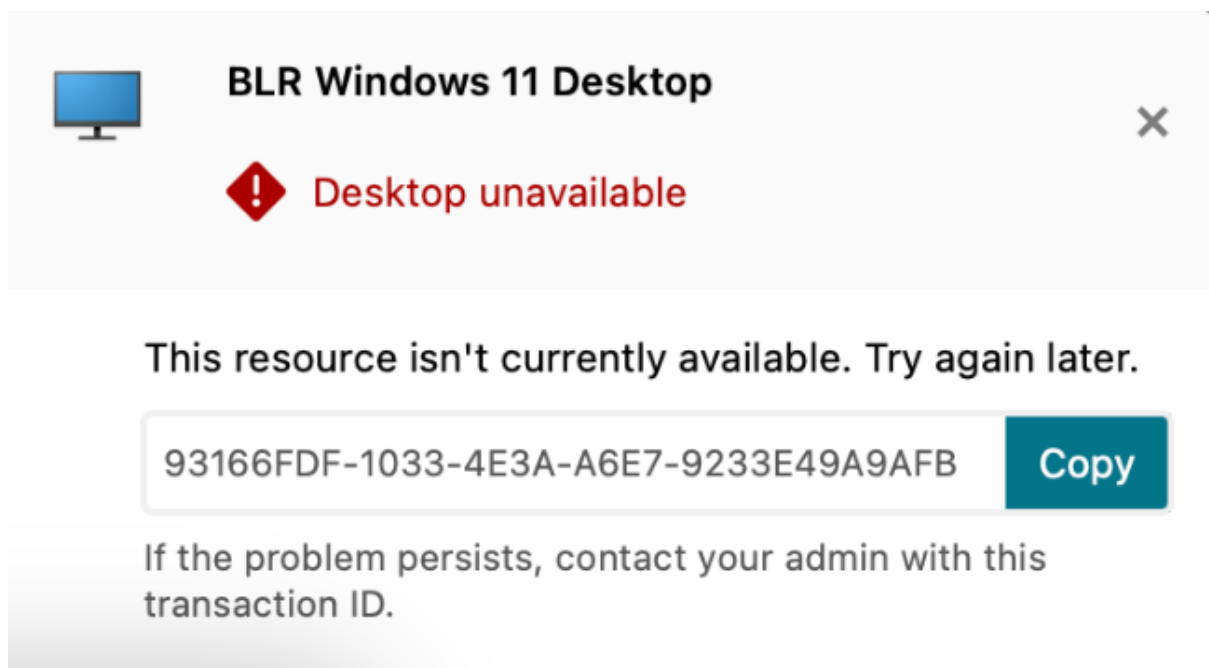 BLR Windows 11 Desktop
Desktop unavailable
This resource isn't currently available. Try again later.
93166FDF-1033-4E3A-A6E7-9233E49A9AFB
Copy
If the problem persists, contact your admin with this
transaction ID.